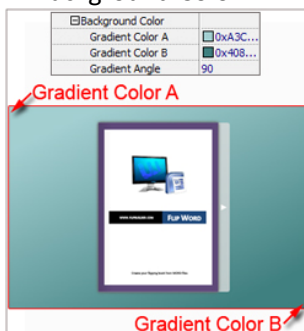 Background Color
Gradient Color A 0xA3C...
Gradient Color B 0x408...
Gradient Angle 90
Gradient Color A
WWW.FLIPBUILDER.COM FLIP WORD
Gradient Color B